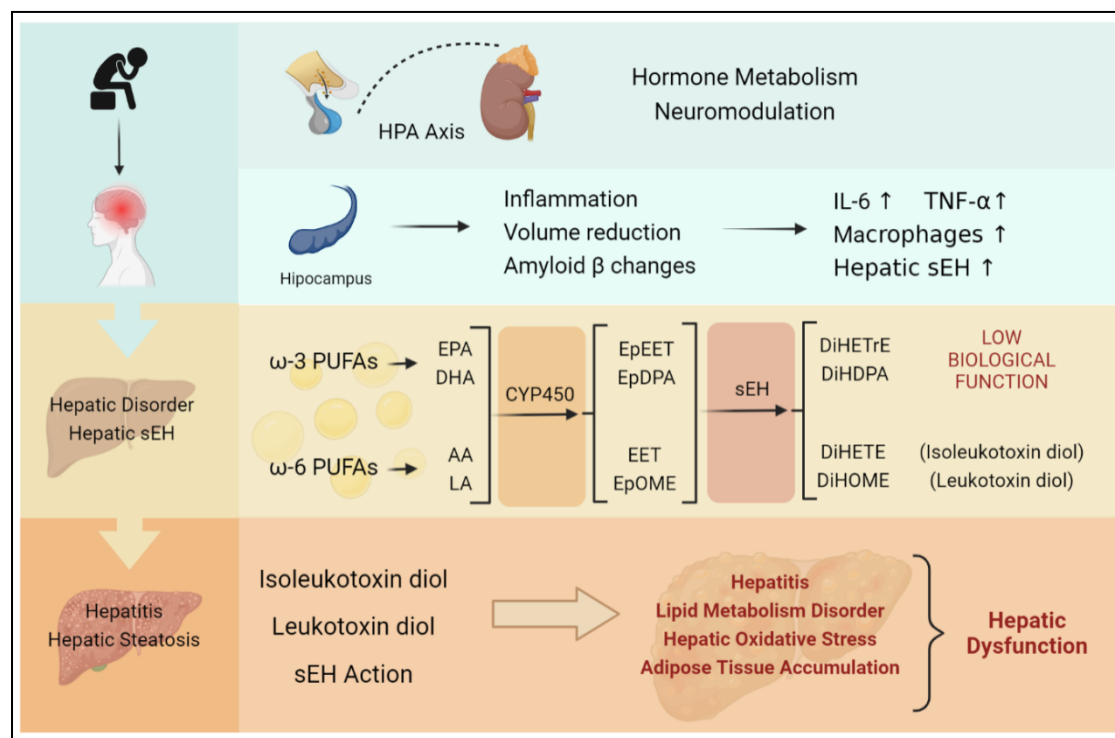 HPA Axis
Hormone Metabolism
Neuromodulation
Hipocampus
Inflammation
Volume reduction
Amyloid β changes
IL-6 ↑ TNF-α↑
Macrophages ↑
Hepatic sEH ↑
Hepatic Disorder
Hepatic sEH
ω-3 PUFAs
EPA
DHA
ω-6 PUFAs
AA
LA
CYP450
EpEET
EpDPA
EET
EpOME
sEH
DiHETrE
DiHDPA
LOW
BIOLOGICAL
FUNCTION
DiHETE (Isoleukotoxin diol)
DiHOME (Leukotoxin diol)
Hepatitis
Hepatic Steatosis
Isoleukotoxin diol
Leukotoxin diol
sEH Action
Hepatitis
Lipid Metabolism Disorder
Hepatic Oxidative Stress
Adipose Tissue Accumulation
Hepatic
Dysfunction